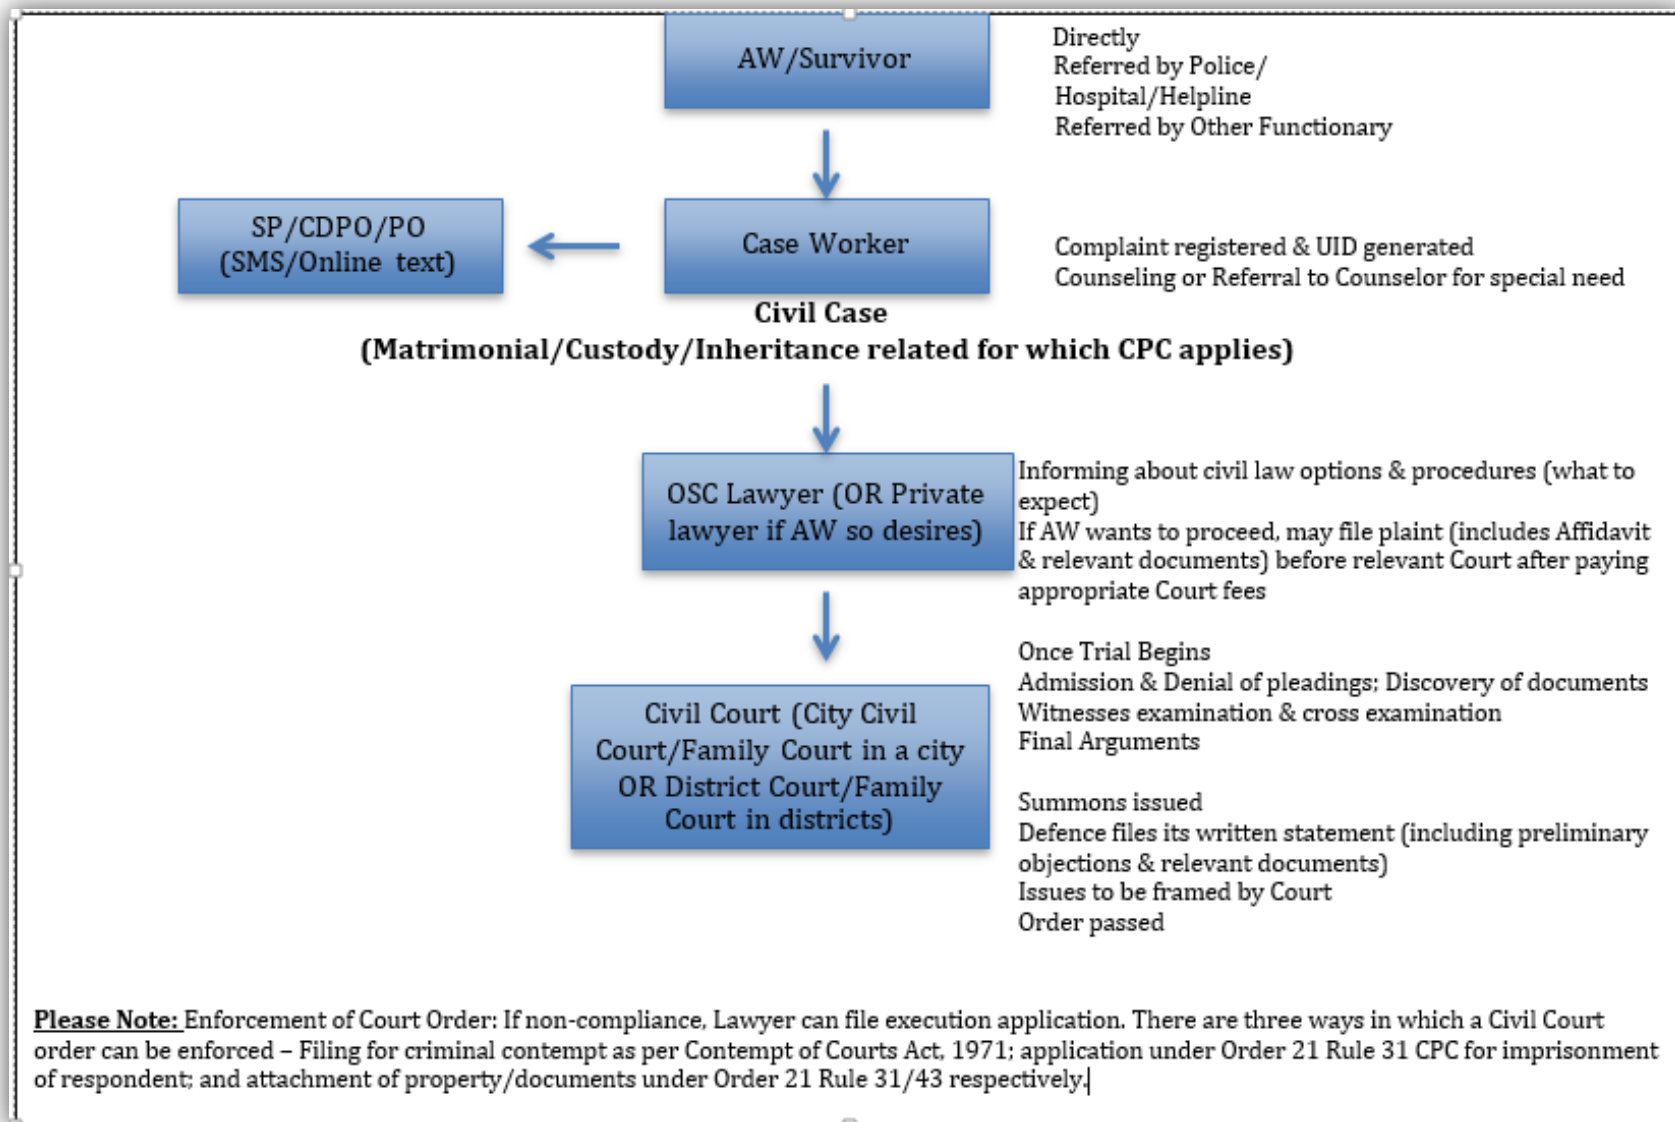 AW/Survivor
Directly
Referred by Police/
Hospital/Helpline
Referred by Other Functionary
SP/CDPO/PO
(SMS/Online text)
Case Worker
Complaint registered & UID generated
Counseling or Referral to Counselor for special need
Civil Case
(Matrimonial/Custody/Inheritance related for which CPC applies)
OSC Lawyer (OR Private
lawyer if AW so desires)
Informing about civil law options & procedures (what to
expect)
If AW wants to proceed, may file plaint (includes Affidavit
& relevant documents) before relevant Court after paying
appropriate Court fees
Civil Court (City Civil
Court/Family Court in a city
OR District Court/Family
Court in districts)
Once Trial Begins
Admission & Denial of pleadings; Discovery of documents
Witnesses examination & cross examination
Final Arguments
Summons issued
Defence files its written statement (including preliminary
objections & relevant documents)
Issues to be framed by Court
Order passed
Please Note: Enforcement of Court Order: If non-compliance, Lawyer can file execution application. There are three ways in which a Civil Court
order can be enforced – Filing for criminal contempt as per Contempt of Courts Act, 1971; application under Order 21 Rule 31 CPC for imprisonment
of respondent; and attachment of property/documents under Order 21 Rule 31/43 respectively.